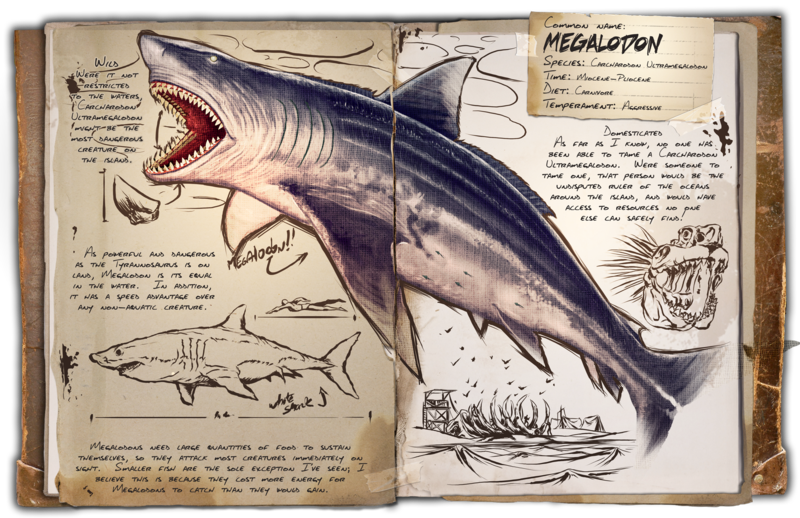 Common name:
Megalodon
Species: Carcharodon Ultramegalodon
Time: Miocene-Pliocene
Diet: Carnivore
Temperament: Aggressive
Wild
Were it not
restricted
to the waters,
Carcharodon
Ultramegalodon
might be the
most dangerous
creature on
the island.
Megalodon!!
As powerful and dangerous
as the Tyrannosaurus is on
land, Megalodon is its equal
in the water. In addition,
it has a speed advantage over
any non-aquatic creature.
white
shark
Megalodons need large quantities of food to sustain
themselves, so they attack most creatures immediately on
sight. Smaller fish are the sole exception I've seen; I
believe this is because they cost more energy for
Megalodons to catch than they would gain.
Domesticated
As far as I know, no one has
been able to tame a Carcharodon
Ultramegalodon. Were someone to
tame one, that person would be the
undisputed ruler of the oceans
around the island, and would have
access to resources no one
else can safely find!